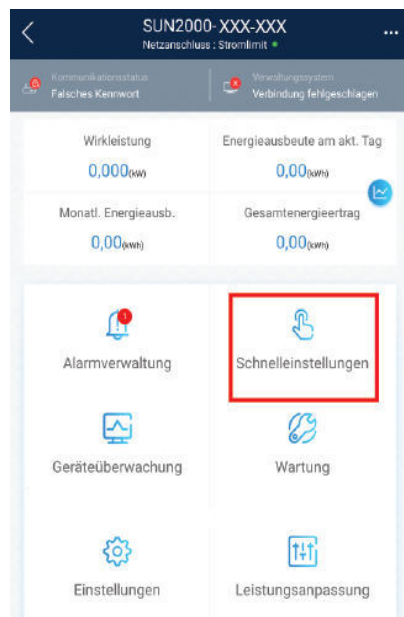 SUN2000-XXX-XXX
Netzanschluss : Stromlimit
Kommunikationsstatus
Falsches Kennwort
Verwaltungssystem
Verbindung fehlgeschlagen
Wirkleistung
0,000(kW)
Energieausbeute am akt. Tag
0,00(kWh)
Monatl. Energieausb.
0,00(kWh)
Gesamtenergieertrag
0,00(kWh)
1
Alarmverwaltung
Schnelleinstellungen
Geräteüberwachung
Wartung
Einstellungen
Leistungsanpassung